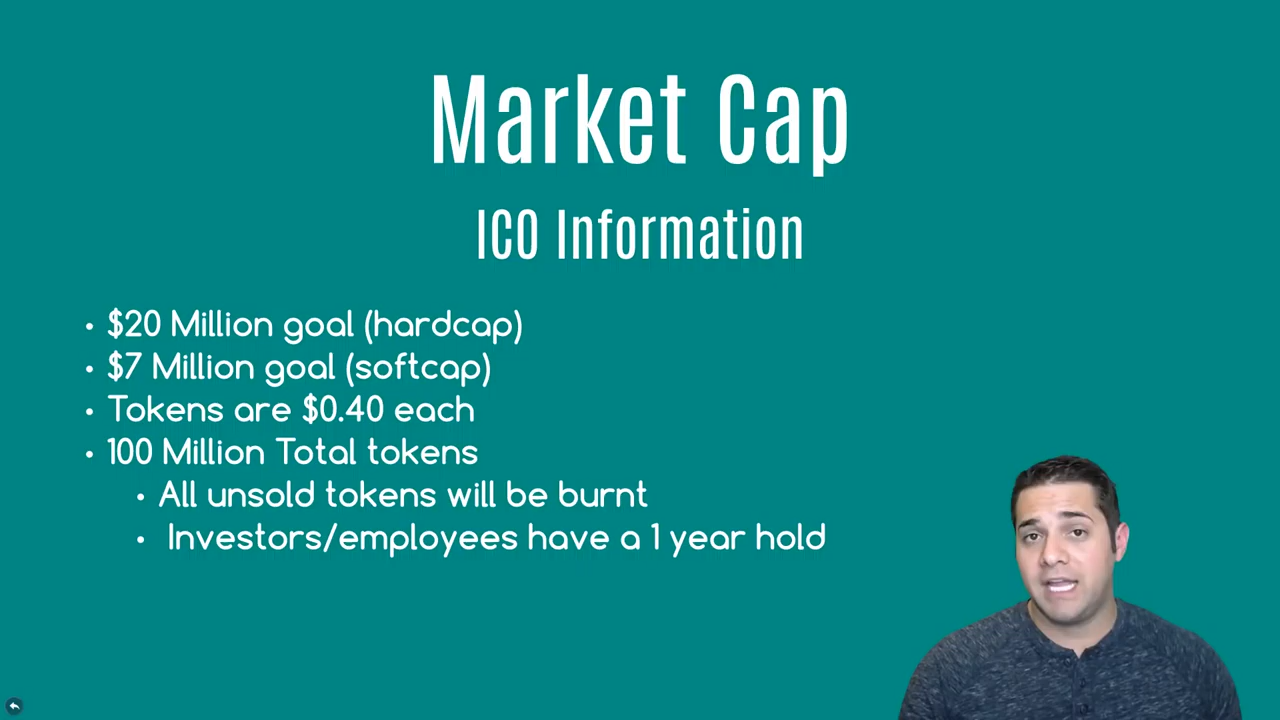 Market Cap
ICO Information
• $20 Million goal (hardcap)
• $7 Million goal (softcap)
• Tokens are $0.40 each
• 100 Million Total tokens
• All unsold tokens will be burnt
• Investors/employees have a 1 year hold